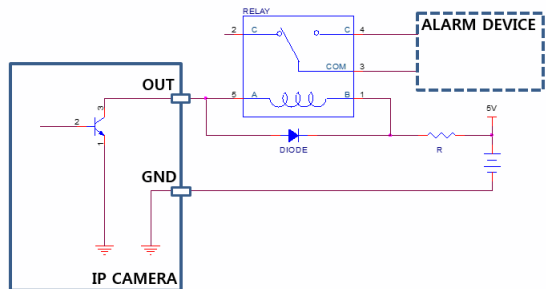 RELAY
2 C C 4
ALARM DEVICE
COM 3
OUT
5 A B 1
3
2
1
DIODE
R
5V
GND
IP CAMERA